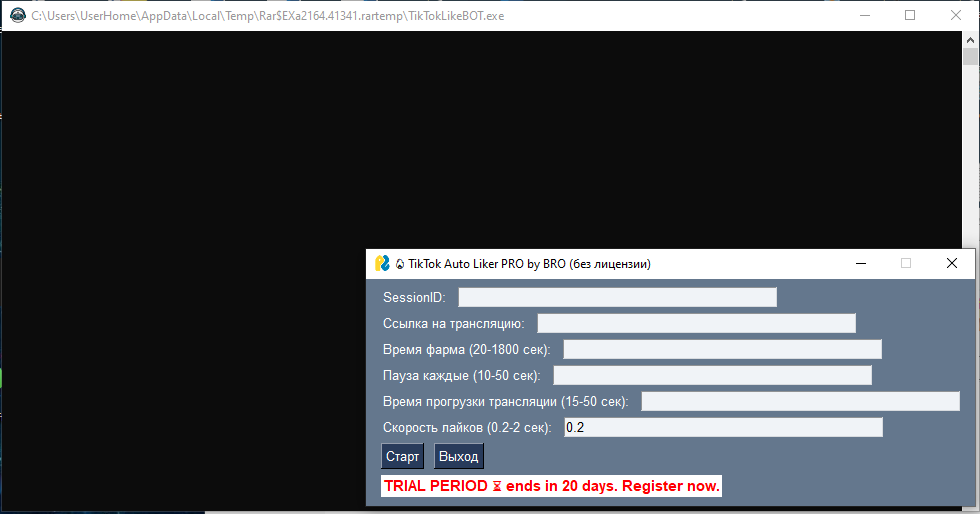 C:\Users\UserHome\AppData\Local\Temp\Rar$EXa2164.41341.rartemp\TikTokLikeBOT.exe
TikTok Auto Liker PRO by BRO (без лицензии)
SessionID:
Ссылка на трансляцию:
Время фарма (20-1800 сек):
Пауза каждые (10-50 сек):
Время прогрузки трансляции (15-50 сек):
Скорость лайков (0.2-2 сек): 0.2
Старт Выход
TRIAL PERIOD ⌛ ends in 20 days. Register now.